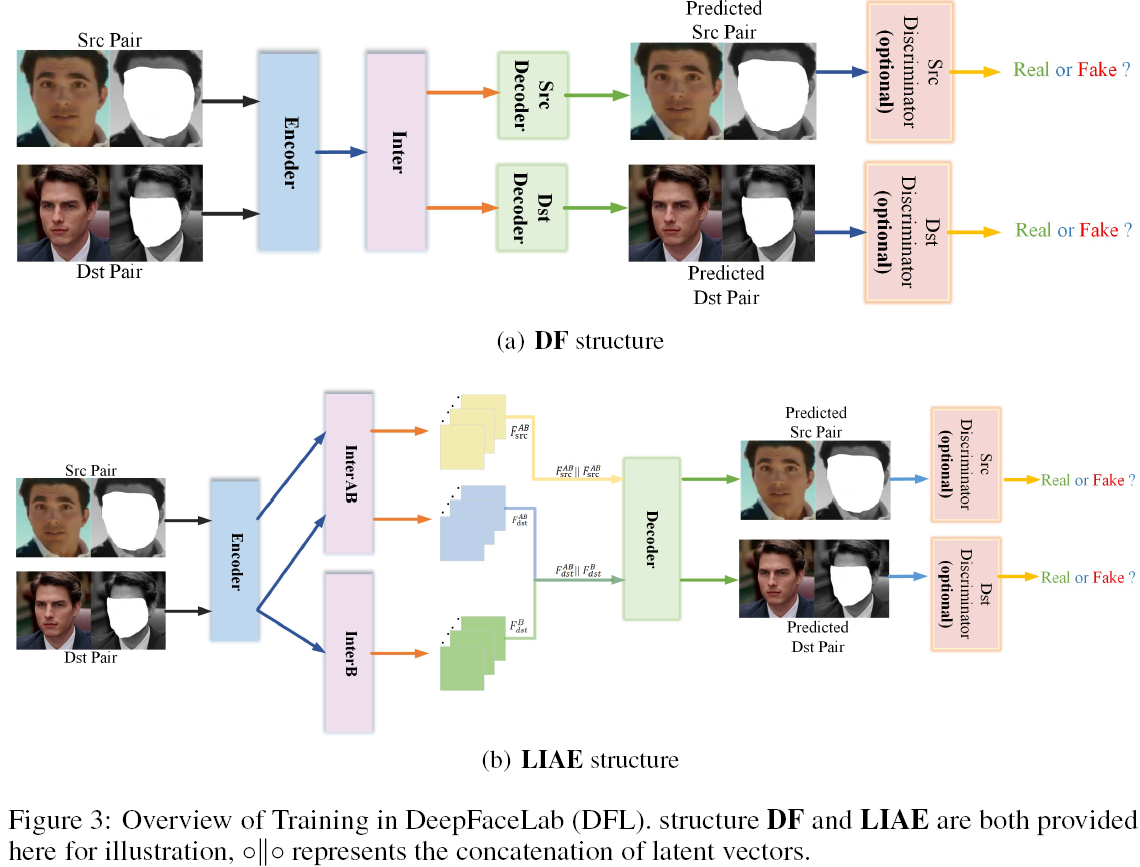 Src Pair
Predicted
Src Pair
Encoder
Inter
Src
Decoder
Src
Discriminator
(optional)
Real or Fake ?
Dst
Decoder
Dst
Discriminator
(optional)
Real or Fake ?
Dst Pair
Predicted
Dst Pair
(a) DF structure
Src Pair
Encoder
InterAB
F_{src}^{AB}
F_{src}^{AB} || F_{src}^{AB}
Predicted
Src Pair
Src
Discriminator
(optional)
Real or Fake ?
F_{dst}^{AB}
F_{dst}^{AB} || F_{dst}^{B}
Decoder
Dst Pair
InterB
F_{dst}^{B}
Predicted
Dst Pair
Dst
Discriminator
(optional)
Real or Fake ?
(b) LIAE structure
Figure 3: Overview of Training in DeepFaceLab (DFL). structure DF and LIAE are both provided
here for illustration, ○||○ represents the concatenation of latent vectors.